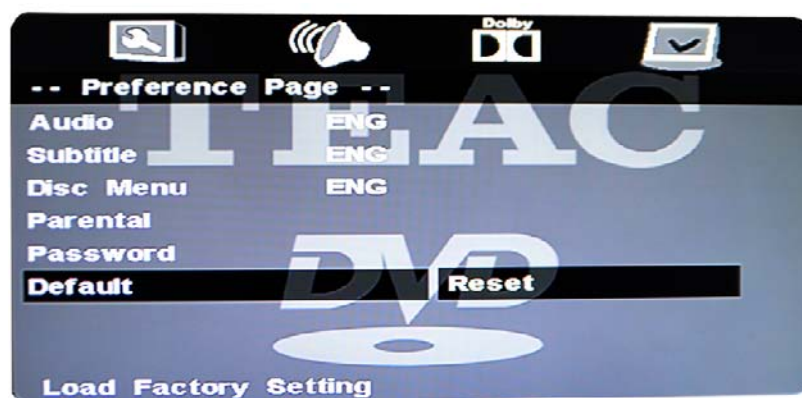 Dolby
-- Preference Page --
TEAC
Audio ENG
Subtitle ENG
Disc Menu ENG
Parental
Password
DVD
Default Reset
Load Factory Setting